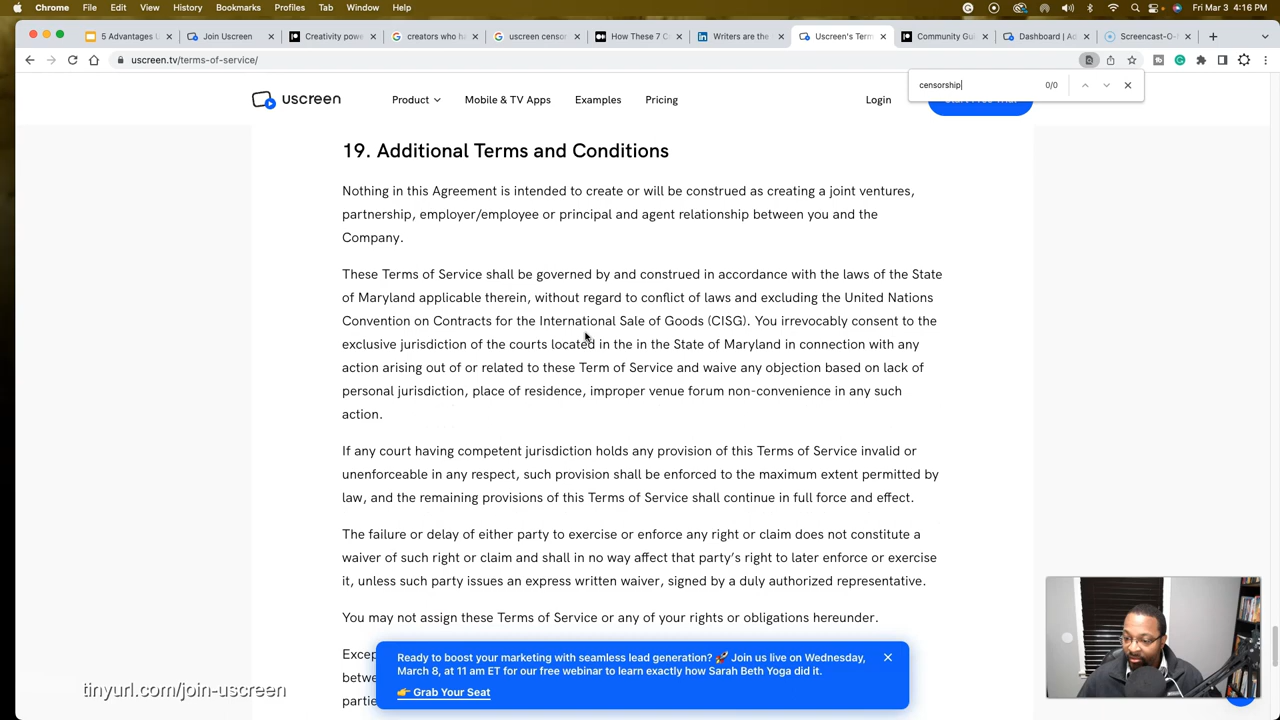 Chrome File Edit View History Bookmarks Profiles Tab Window Help Fri Mar 3 4:16 PM
5 Advantages Join Uscreen Creativity pow creators who ha uscreen censor How These 7 C Writers are the Uscreen's Term Community Gui Dashboard | Ad Screencast-O-
uscreen.tv/terms-of-service/
censorship 0/0
uscreen Product Mobile & TV Apps Examples Pricing Login
19. Additional Terms and Conditions
Nothing in this Agreement is intended to create or will be construed as creating a joint ventures,
partnership, employer/employee or principal and agent relationship between you and the
Company.
These Terms of Service shall be governed by and construed in accordance with the laws of the State
of Maryland applicable therein, without regard to conflict of laws and excluding the United Nations
Convention on Contracts for the International Sale of Goods (CISG). You irrevocably consent to the
exclusive jurisdiction of the courts located in the in the State of Maryland in connection with any
action arising out of or related to these Term of Service and waive any objection based on lack of
personal jurisdiction, place of residence, improper venue forum non-convenience in any such
action.
If any court having competent jurisdiction holds any provision of this Terms of Service invalid or
unenforceable in any respect, such provision shall be enforced to the maximum extent permitted by
law, and the remaining provisions of this Terms of Service shall continue in full force and effect.
The failure or delay of either party to exercise or enforce any right or claim does not constitute a
waiver of such right or claim and shall in no way affect that party's right to later enforce or exercise
it, unless such party issues an express written waiver, signed by a duly authorized representative.
You may not assign these Terms of Service or any of your rights or obligations hereunder.
Excep
betwe
partie
Ready to boost your marketing with seamless lead generation? 🚀 Join us live on Wednesday,
March 8, at 11 am ET for our free webinar to learn exactly how Sarah Beth Yoga did it.
👉 Grab Your Seat
tinyurl.com/join-uscreen